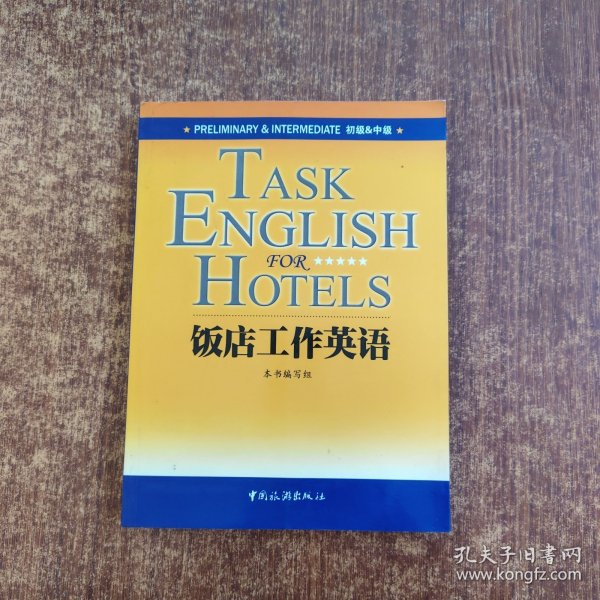 ★ PRELIMINARY & INTERMEDIATE 初级&中级 ★
TASK
ENGLISH
FOR ★★★★★
HOTELS
饭店工作英语
本书编写组
中国旅游出版社
孔夫子旧书网
www.kongfz.com